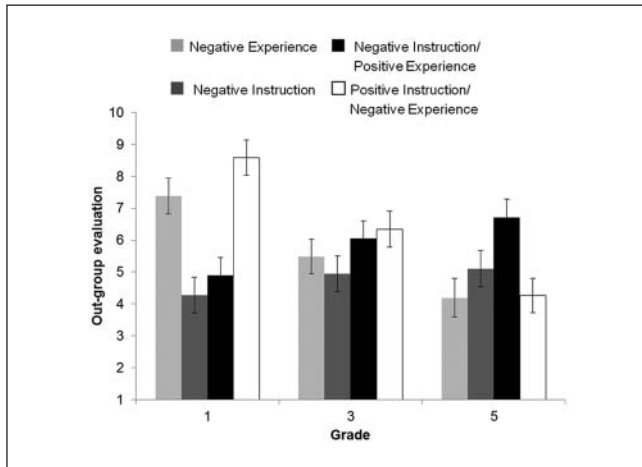 Negative Experience
Negative Instruction/
Positive Experience
Negative Instruction
Positive Instruction/
Negative Experience
10
9
8
7
6
5
4
3
2
1
Out-group evaluation
1
3
5
Grade